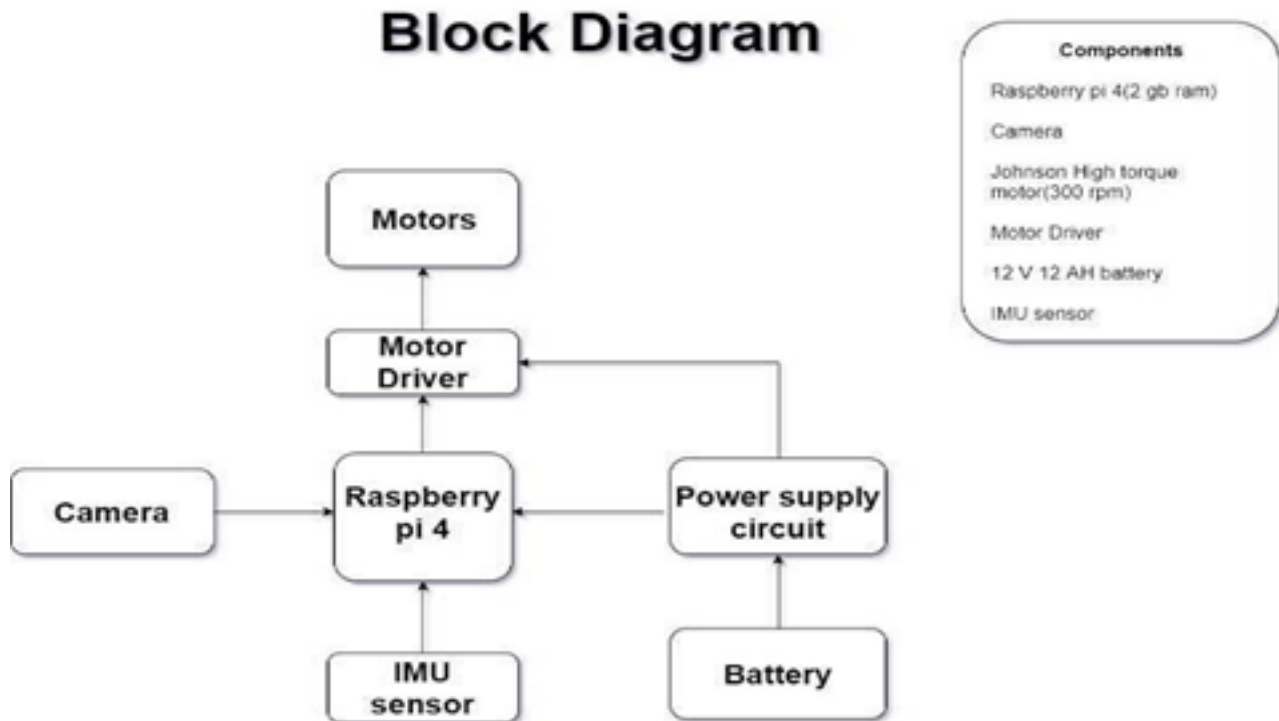 Block Diagram
Components
Raspberry pi 4(2 gb ram)
Camera
Johnson High torque
motor(300 rpm)
Motor Driver
12 V 12 AH battery
IMU sensor
Motors
Motor
Driver
Camera
Raspberry
pi 4
Power supply
circuit
IMU
sensor
Battery